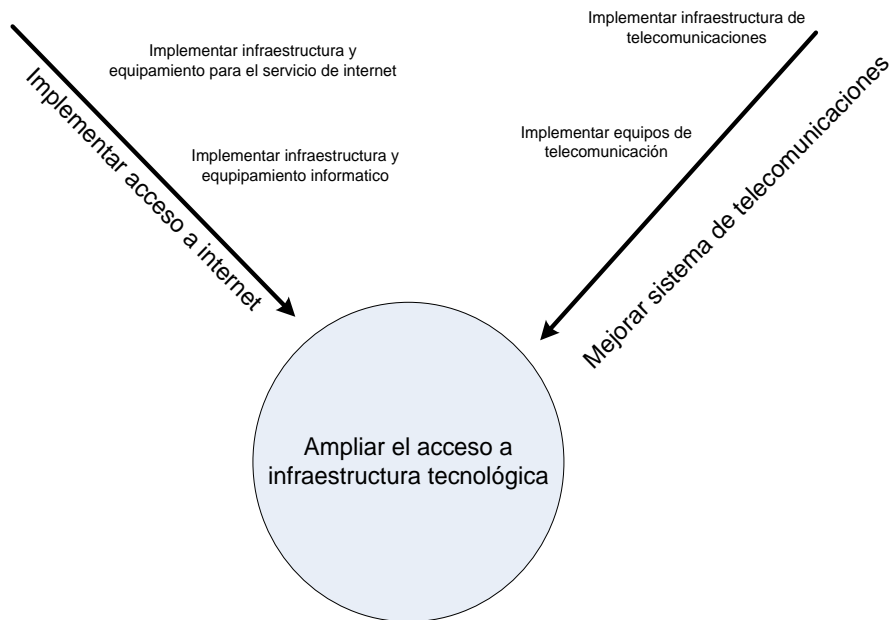 Implementar infraestructura y
equipamiento para el servicio de internet
Implementar infraestructura y
equpipamiento informatico
Implementar acceso a internet
Implementar infraestructura de
telecomunicaciones
Implementar equipos de
telecomunicación
Mejorar sistema de telecomunicaciones
Ampliar el acceso a
infraestructura tecnológica